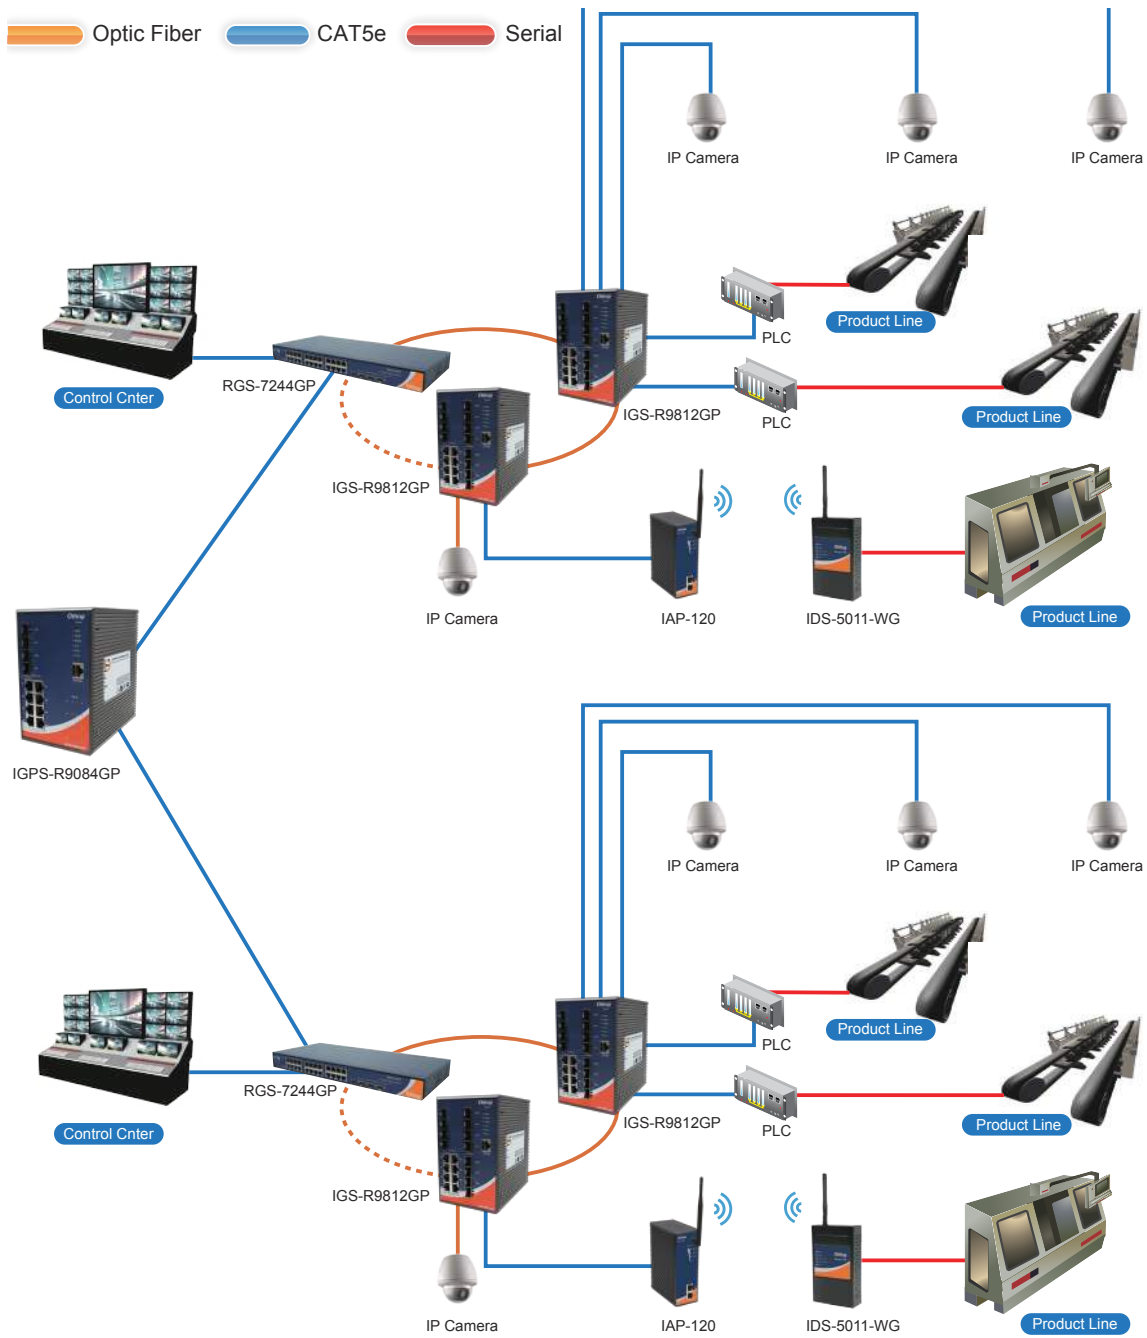 Optic Fiber
CAT5e
Serial
IP Camera
IP Camera
IP Camera
Product Line
PLC
RGS-7244GP
Control Cnter
IGS-R9812GP
PLC
Product Line
IGS-R9812GP
IP Camera
IAP-120
IDS-5011-WG
Product Line
IGPS-R9084GP
IP Camera
IP Camera
IP Camera
Product Line
PLC
RGS-7244GP
Control Cnter
IGS-R9812GP
PLC
Product Line
IGS-R9812GP
IP Camera
IAP-120
IDS-5011-WG
Product Line